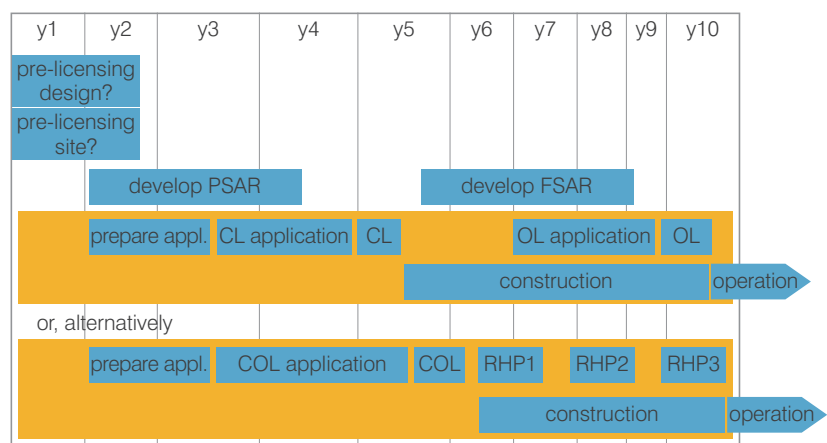 y1 y2 y3 y4 y5 y6 y7 y8 y9 y10
pre-licensing
design?
pre-licensing
site?
develop PSAR develop FSAR
prepare appl. CL application CL OL application OL
construction operation
or, alternatively
prepare appl. COL application COL RHP1 RHP2 RHP3
construction operation